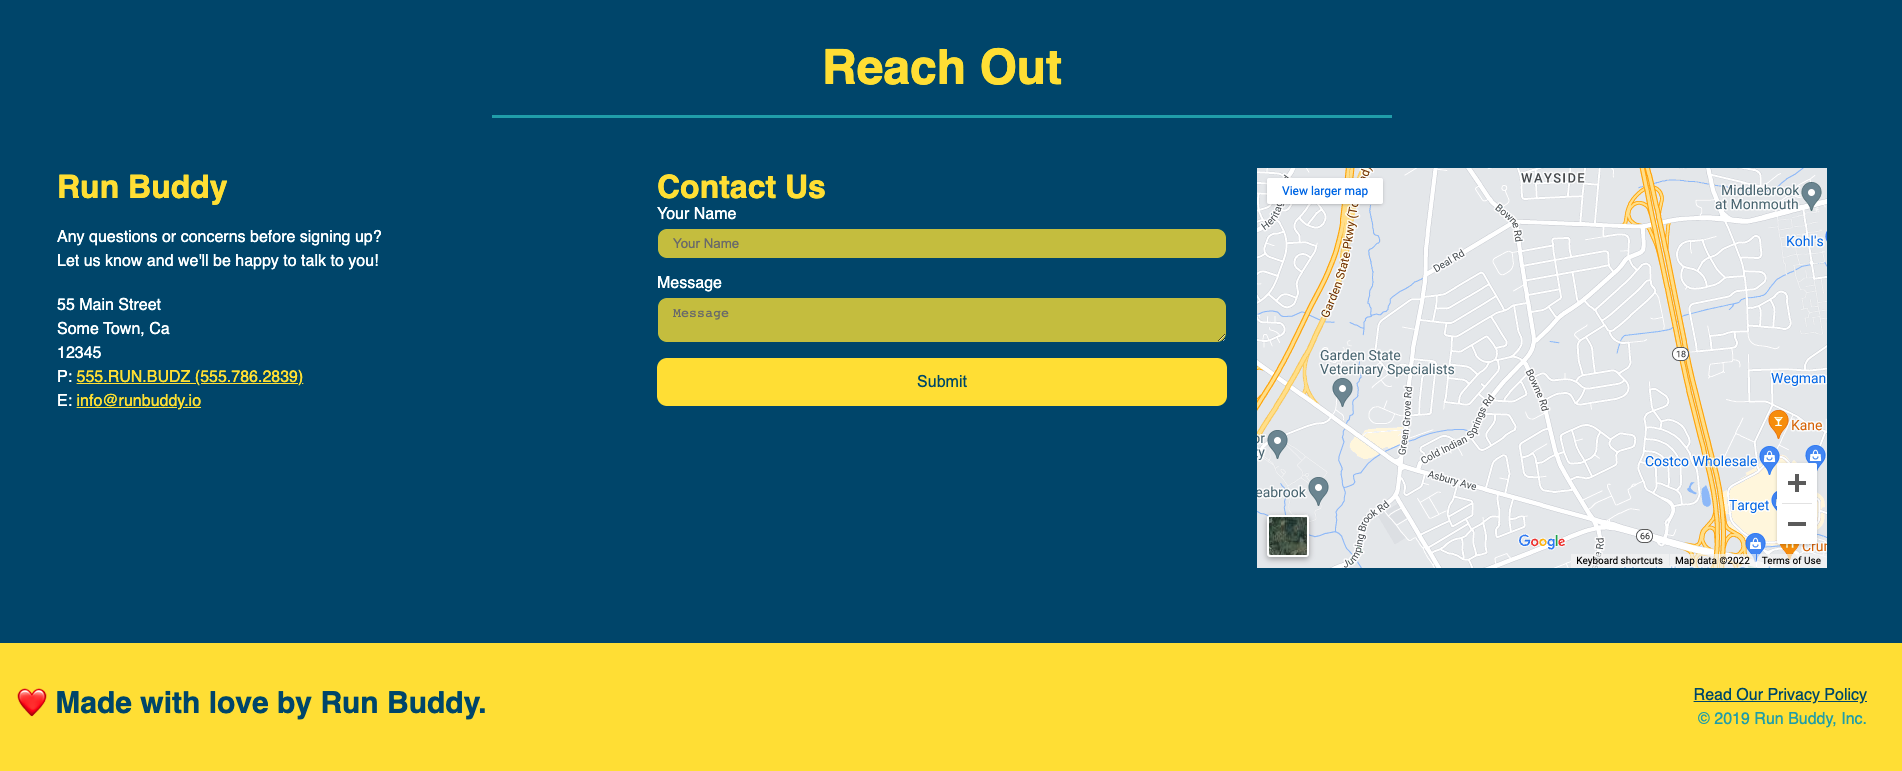 Reach Out
Run Buddy
Any questions or concerns before signing up?
Let us know and we'll be happy to talk to you!
55 Main Street
Some Town, Ca
12345
P: 555.RUN.BUDZ (555.786.2839)
E: info@runbuddy.io
Contact Us
Your Name
Your Name
Message
Message
Submit
View larger map
WAYSIDE
Middlebrook
at Monmouth
Kohl's
Bowne Rd
Deal Rd
Garden State Pkwy
18
Garden State
Veterinary Specialists
Wegman
Bowne Rd
Green Grove Rd
Cold Indian Springs Rd
Kane
Costco Wholesale
Asbury Ave
eabrook
Target
Jumping Brook Rd
66
Google
Keyboard shortcuts
Map data ©2022
Terms of Use
❤️ Made with love by Run Buddy.
Read Our Privacy Policy
© 2019 Run Buddy, Inc.